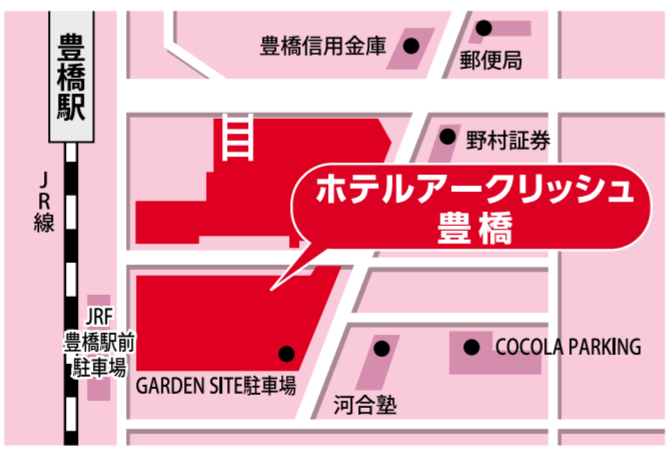 豊橋駅
豊橋信用金庫
郵便局
野村証券
JR線
ホテルアークリッシュ
豊橋
JRF
豊橋駅前
駐車場
GARDEN SITE駐車場
河合塾
COCOLA PARKING